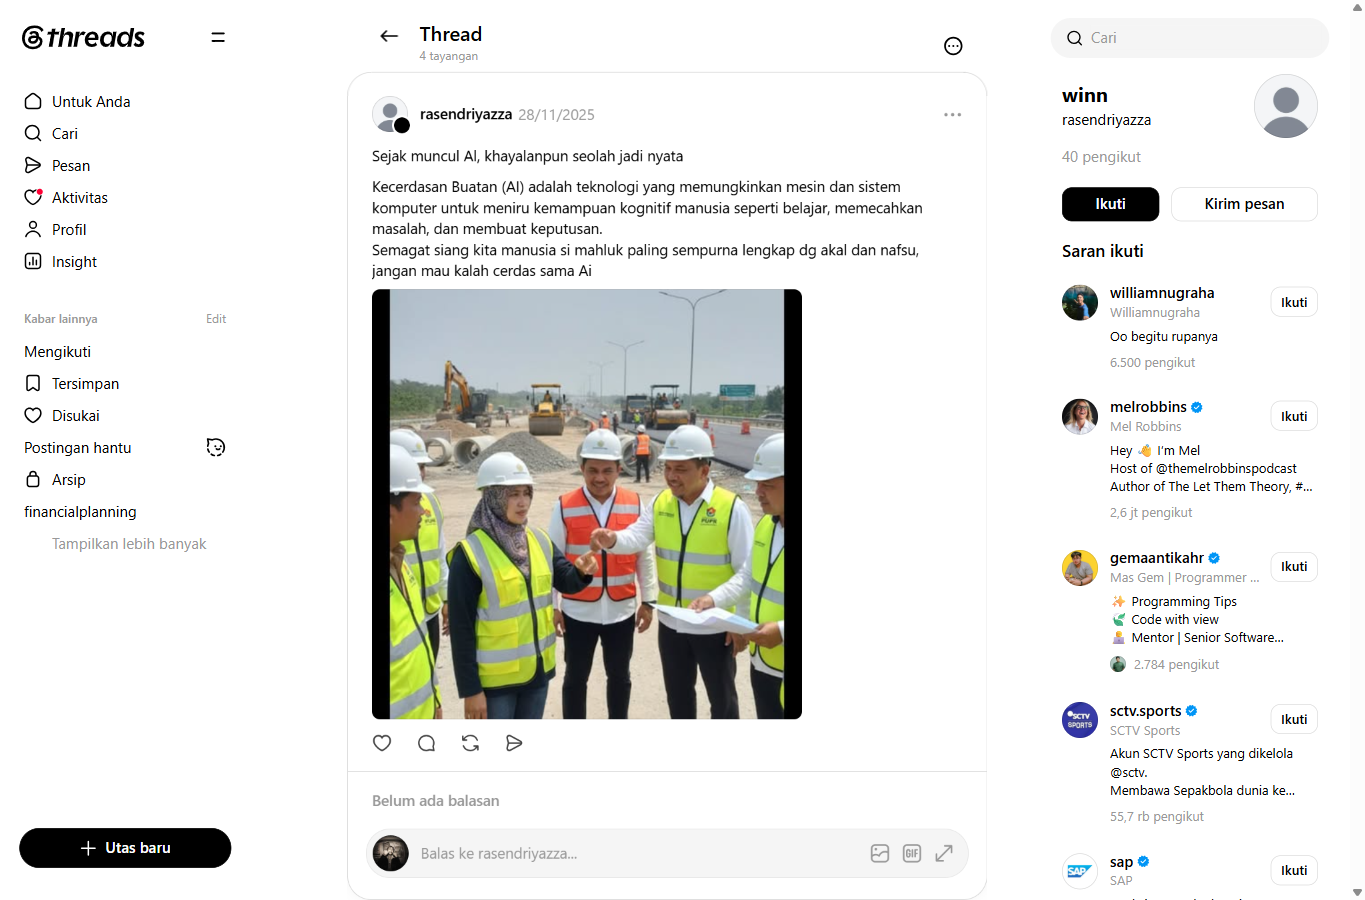 threads
Untuk Anda
Cari
Pesan
Aktivitas
Profil
Insight
Kabar lainnya
Edit
Mengikuti
Tersimpan
Disukai
Postingan hantu
Arsip
financialplanning
Tampilkan lebih banyak
Utas baru
Thread
4 tayangan
rasendriyazza 28/11/2025
Sejak muncul AI, khayalanpun seolah jadi nyata
Kecerdasan Buatan (AI) adalah teknologi yang memungkinkan mesin dan sistem
komputer untuk meniru kemampuan kognitif manusia seperti belajar, memecahkan
masalah, dan membuat keputusan.
Semagat siang kita manusia si mahluk paling sempurna lengkap dg akal dan nafsu,
jangan mau kalah cerdas sama Ai
Belum ada balasan
Balas ke rasendriyazza...
GIF
Cari
winn
rasendriyazza
40 pengikut
Ikuti
Kirim pesan
Saran ikuti
williamnugraha
Williamnugraha
Ikuti
Oo begitu rupanya
6.500 pengikut
melrobbins
Mel Robbins
Ikuti
Hey 👋 I'm Mel
Host of @themelrobbinspodcast
Author of The Let Them Theory, #...
2,6 jt pengikut
gemaantikahr
Mas Gem | Programmer ...
Ikuti
Programming Tips
Code with view
Mentor | Senior Software...
2.784 pengikut
SCTV
SPORTS
sctv.sports
SCTV Sports
Ikuti
Akun SCTV Sports yang dikelola
@sctv.
Membawa Sepakbola dunia ke...
55,7 rb pengikut
SAP
sap
SAP
Ikuti